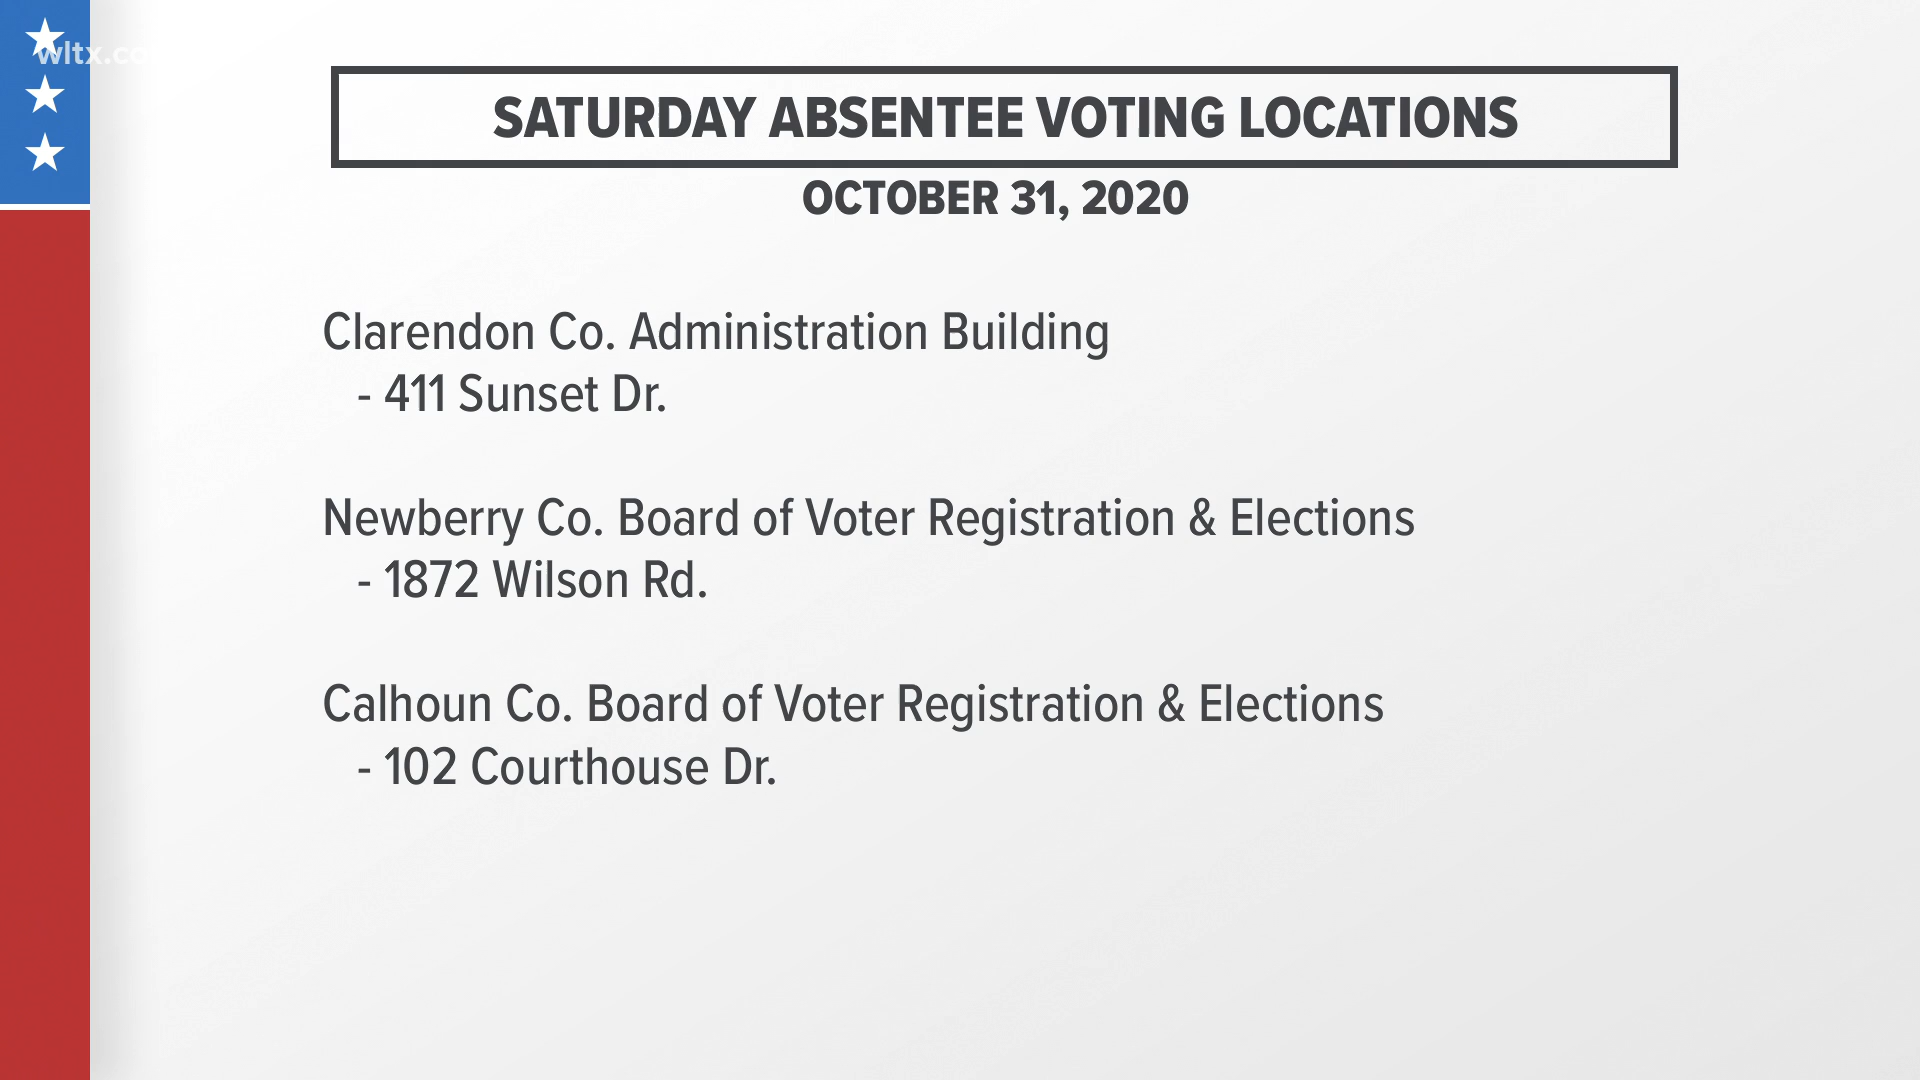 wltx.co
SATURDAY ABSENTEE VOTING LOCATIONS
OCTOBER 31, 2020
Clarendon Co. Administration Building
- 411 Sunset Dr.
Newberry Co. Board of Voter Registration & Elections
- 1872 Wilson Rd.
Calhoun Co. Board of Voter Registration & Elections
- 102 Courthouse Dr.